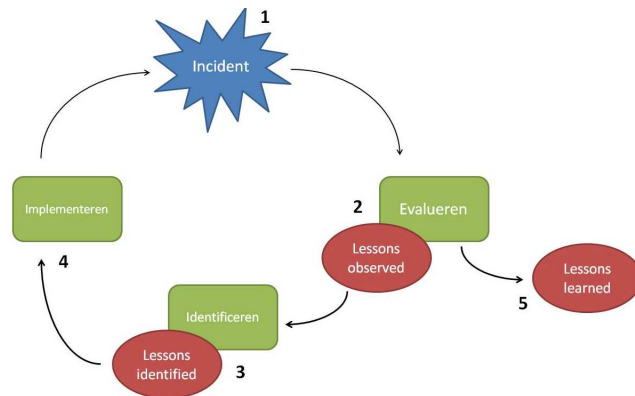 1
Incident
2
Evalueren
Lessons
observed
Lessons
learned
5
Identificeren
Lessons
identified
3
Implementeren
4